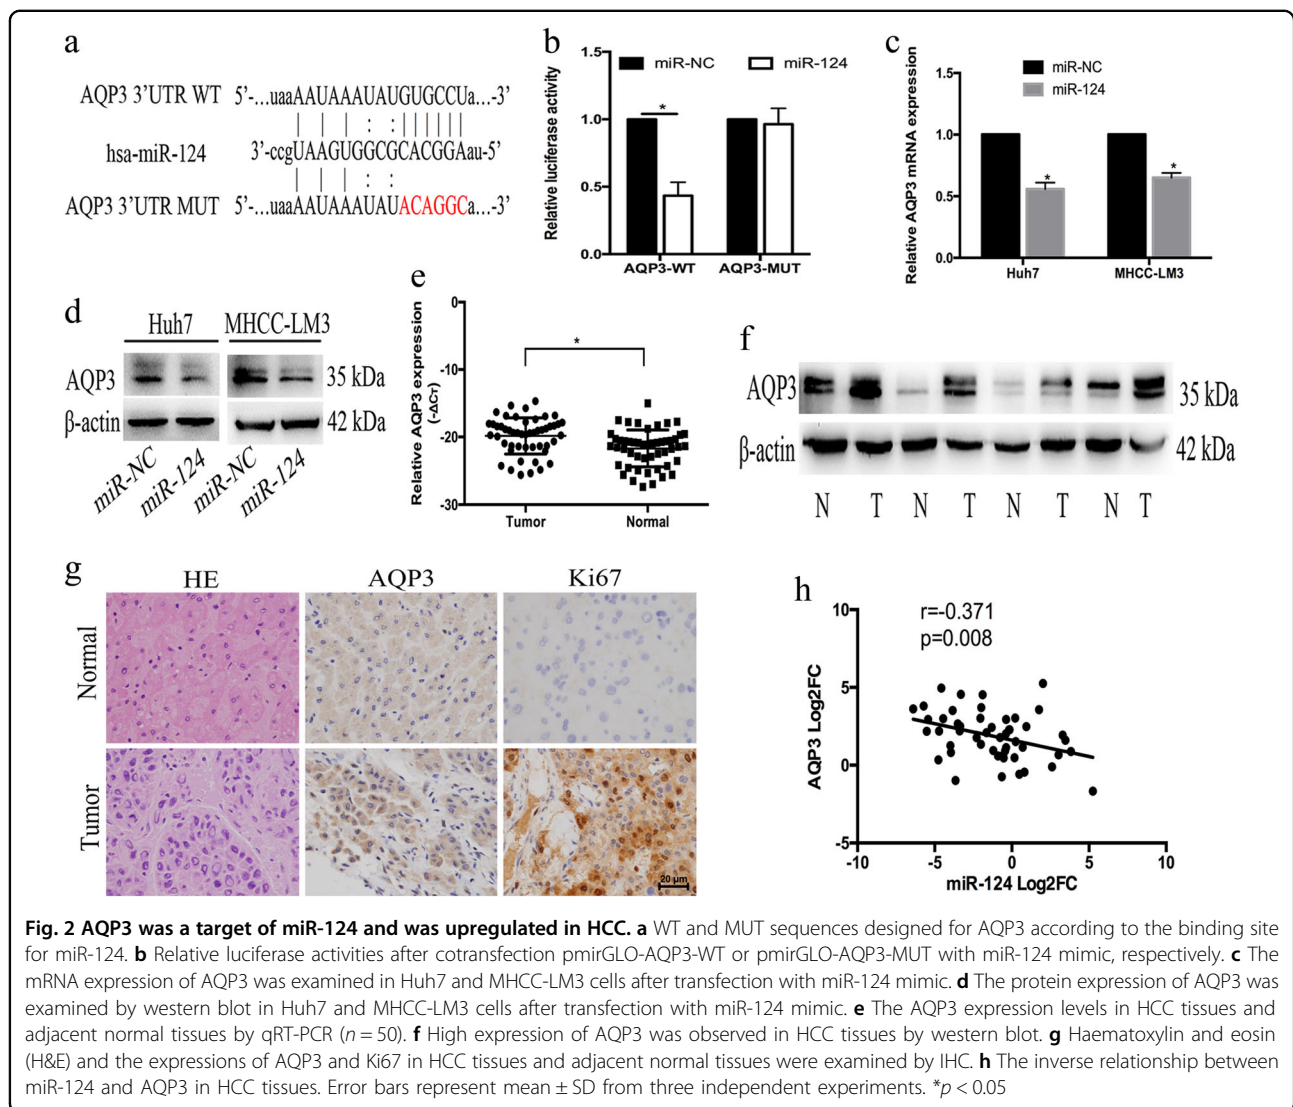 a
AQP3 3’UTR WT 5’-...uaaAAUAAAUAUGUGCCUa...-3’
hsa-miR-124 3’-ccgUAAGUGGCGCACGGAau-5’
AQP3 3’UTR MUT 5’-...uaaAAUAAAUAUACAGGCa...-3’
b
miR-NC miR-124
Relative luciferase activity
1.5
1.0
0.5
0.0
*
AQP3-WT AQP3-MUT
c
miR-NC
miR-124
Relative AQP3 mRNA expression
1.5
1.0
0.5
0.0
* *
Huh7 MHCC-LM3
d
Huh7 MHCC-LM3
AQP3 35 kDa
β-actin 42 kDa
miR-NC miR-124 miR-NC miR-124
e
Relative AQP3 expression
(-ΔCT)
0
-10
-20
-30
*
Tumor Normal
f
AQP3 35 kDa
β-actin 42 kDa
N T N T N T N T
g
HE AQP3 Ki67
Normal
Tumor
20 μm
h
r=-0.371
p=0.008
AQP3 Log2FC
10
5
0
-5
-10 -5 0 5 10
miR-124 Log2FC
Fig. 2 AQP3 was a target of miR-124 and was upregulated in HCC. a WT and MUT sequences designed for AQP3 according to the binding site
for miR-124. b Relative luciferase activities after cotransfection pmirGLO-AQP3-WT or pmirGLO-AQP3-MUT with miR-124 mimic, respectively. c The
mRNA expression of AQP3 was examined in Huh7 and MHCC-LM3 cells after transfection with miR-124 mimic. d The protein expression of AQP3 was
examined by western blot in Huh7 and MHCC-LM3 cells after transfection with miR-124 mimic. e The AQP3 expression levels in HCC tissues and
adjacent normal tissues by qRT-PCR (n = 50). f High expression of AQP3 was observed in HCC tissues by western blot. g Haematoxylin and eosin
(H&E) and the expressions of AQP3 and Ki67 in HCC tissues and adjacent normal tissues were examined by IHC. h The inverse relationship between
miR-124 and AQP3 in HCC tissues. Error bars represent mean ± SD from three independent experiments. *p < 0.05